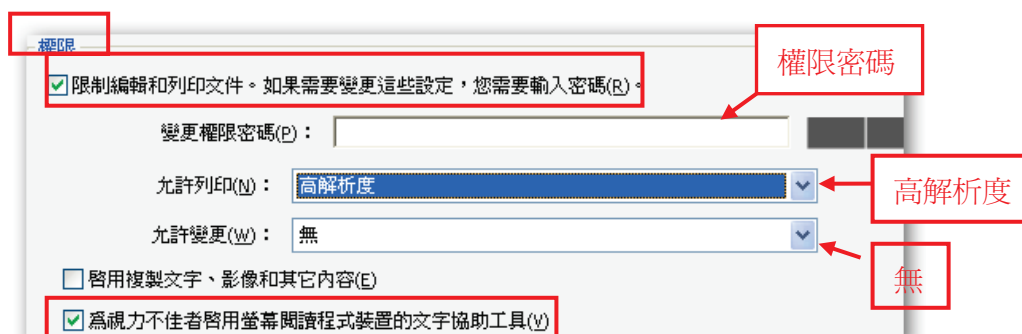 權限
權限密碼
限制編輯和列印文件。如果需要變更這些設定，您需要輸入密碼(R)。
變更權限密碼(P)：
允許列印(N)： 高解析度
高解析度
允許變更(W)： 無
無
啓用複製文字、影像和其它內容(E)
爲視力不佳者啓用螢幕閱讀程式裝置的文字協助工具(V)